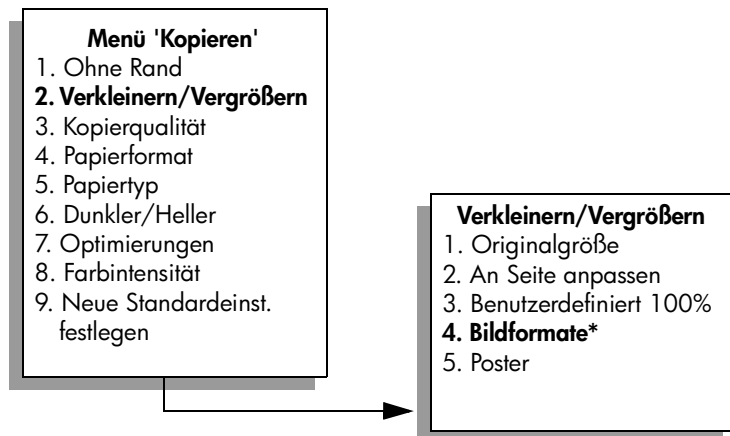 Menü 'Kopieren'
1. Ohne Rand
2. Verkleinern/Vergrößern
3. Kopierqualität
4. Papierformat
5. Papiertyp
6. Dunkler/Heller
7. Optimierungen
8. Farbintensität
9. Neue Standardeinst.
festlegen
Verkleinern/Vergrößern
1. Originalgröße
2. An Seite anpassen
3. Benutzerdefiniert 100%
4. Bildformate*
5. Poster